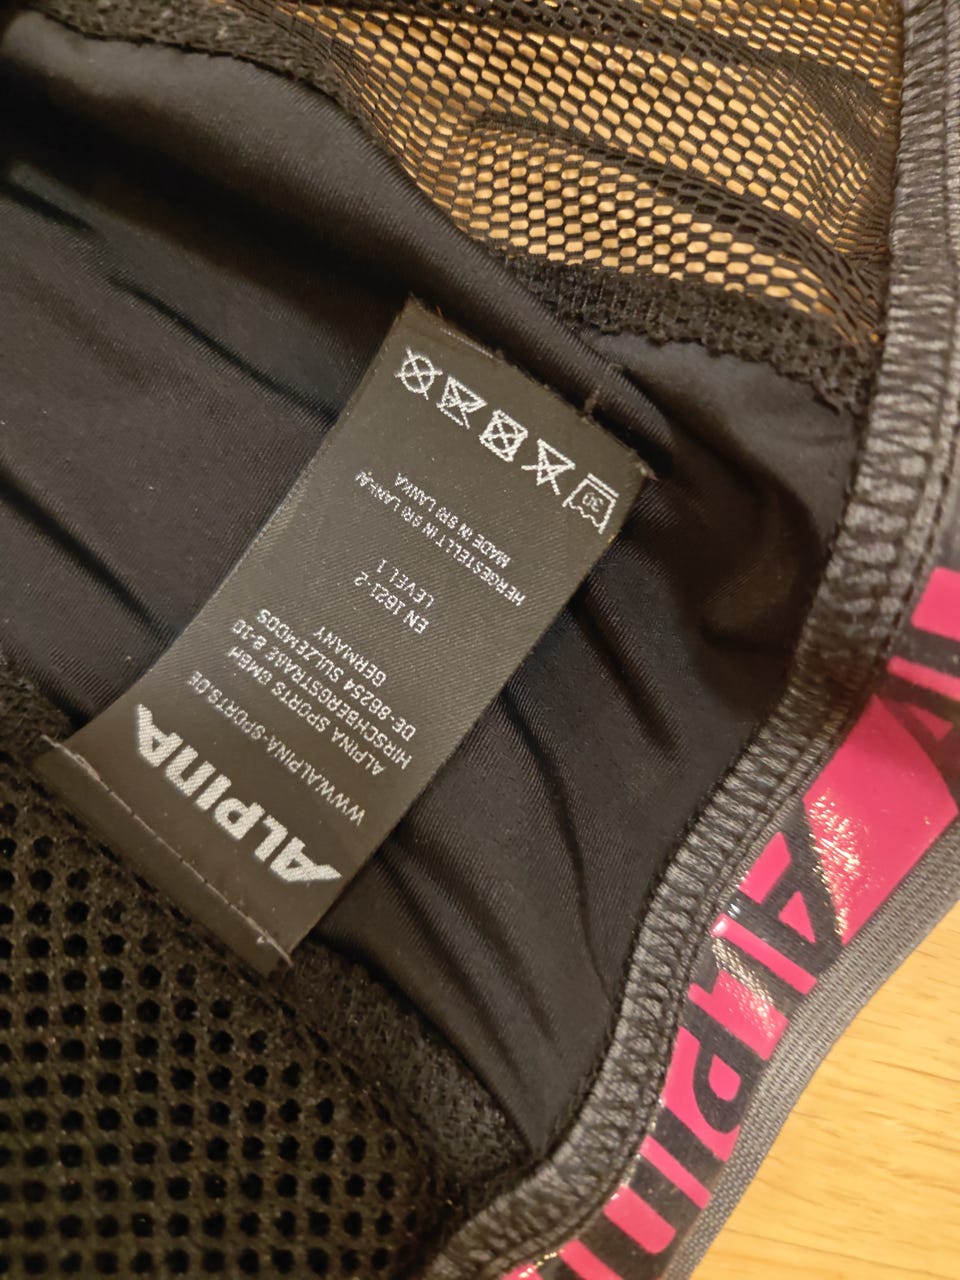 ALPINA
WWW.ALPINA-SPORTS.DE
ALPINA SPORTS GMBH
HIRSCHBERGSTRAßE 8-10
DE 86254 SULZEMOOS
GERMANY
EN 1621-2
LEVEL 1
HERGESTELLT IN SRI LANKA/
MADE IN SRI LANKA
30
ALPIN